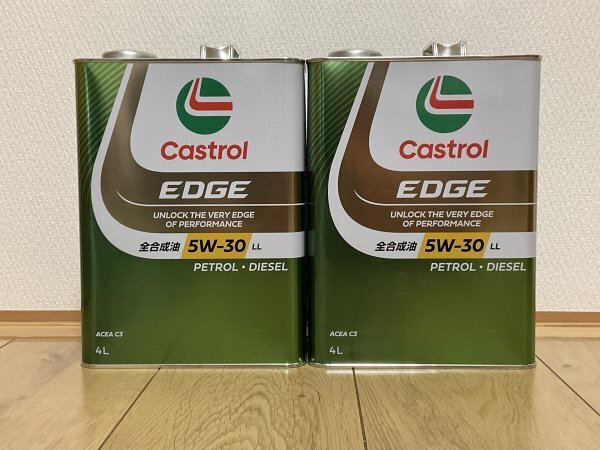 Castrol
EDGE
UNLOCK THE VERY EDGE
OF PERFORMANCE
全合成油 5W-30 LL
PETROL • DIESEL
ACEA C3
4L
Castrol
EDGE
UNLOCK THE VERY EDGE
OF PERFORMANCE
全合成油 5W-30 LL
PETROL • DIESEL
ACEA C3
4L